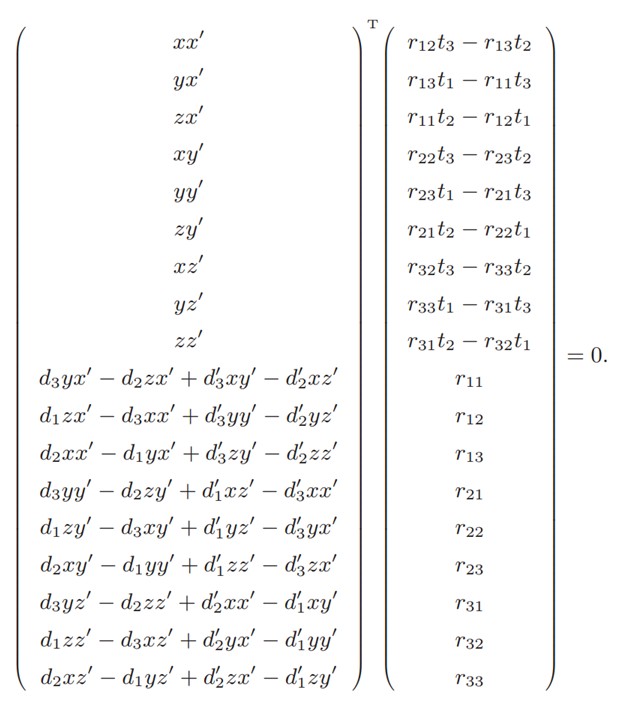 T
xx′ r₁₂t₃ − r₁₃t₂
yx′ r₁₃t₁ − r₁₁t₃
zx′ r₁₁t₂ − r₁₂t₁
xy′ r₂₂t₃ − r₂₃t₂
yy′ r₂₃t₁ − r₂₁t₃
zy′ r₂₁t₂ − r₂₂t₁
xz′ r₃₂t₃ − r₃₃t₂
yz′ r₃₃t₁ − r₃₁t₃
zz′ r₃₁t₂ − r₃₂t₁
= 0.
d₃yx′ − d₂zx′ + d′₃xy′ − d′₂xz′ r₁₁
d₁zx′ − d₃xx′ + d′₃yy′ − d′₂yz′ r₁₂
d₂xx′ − d₁yx′ + d′₃zy′ − d′₂zz′ r₁₃
d₃yy′ − d₂zy′ + d′₁xz′ − d′₃xx′ r₂₁
d₁zy′ − d₃xy′ + d′₁yz′ − d′₃yx′ r₂₂
d₂xy′ − d₁yy′ + d′₁zz′ − d′₃zx′ r₂₃
d₃yz′ − d₂zz′ + d′₂xx′ − d′₁xy′ r₃₁
d₁zz′ − d₃xz′ + d′₂yx′ − d′₁yy′ r₃₂
d₂xz′ − d₁yz′ + d′₂zx′ − d′₁zy′ r₃₃